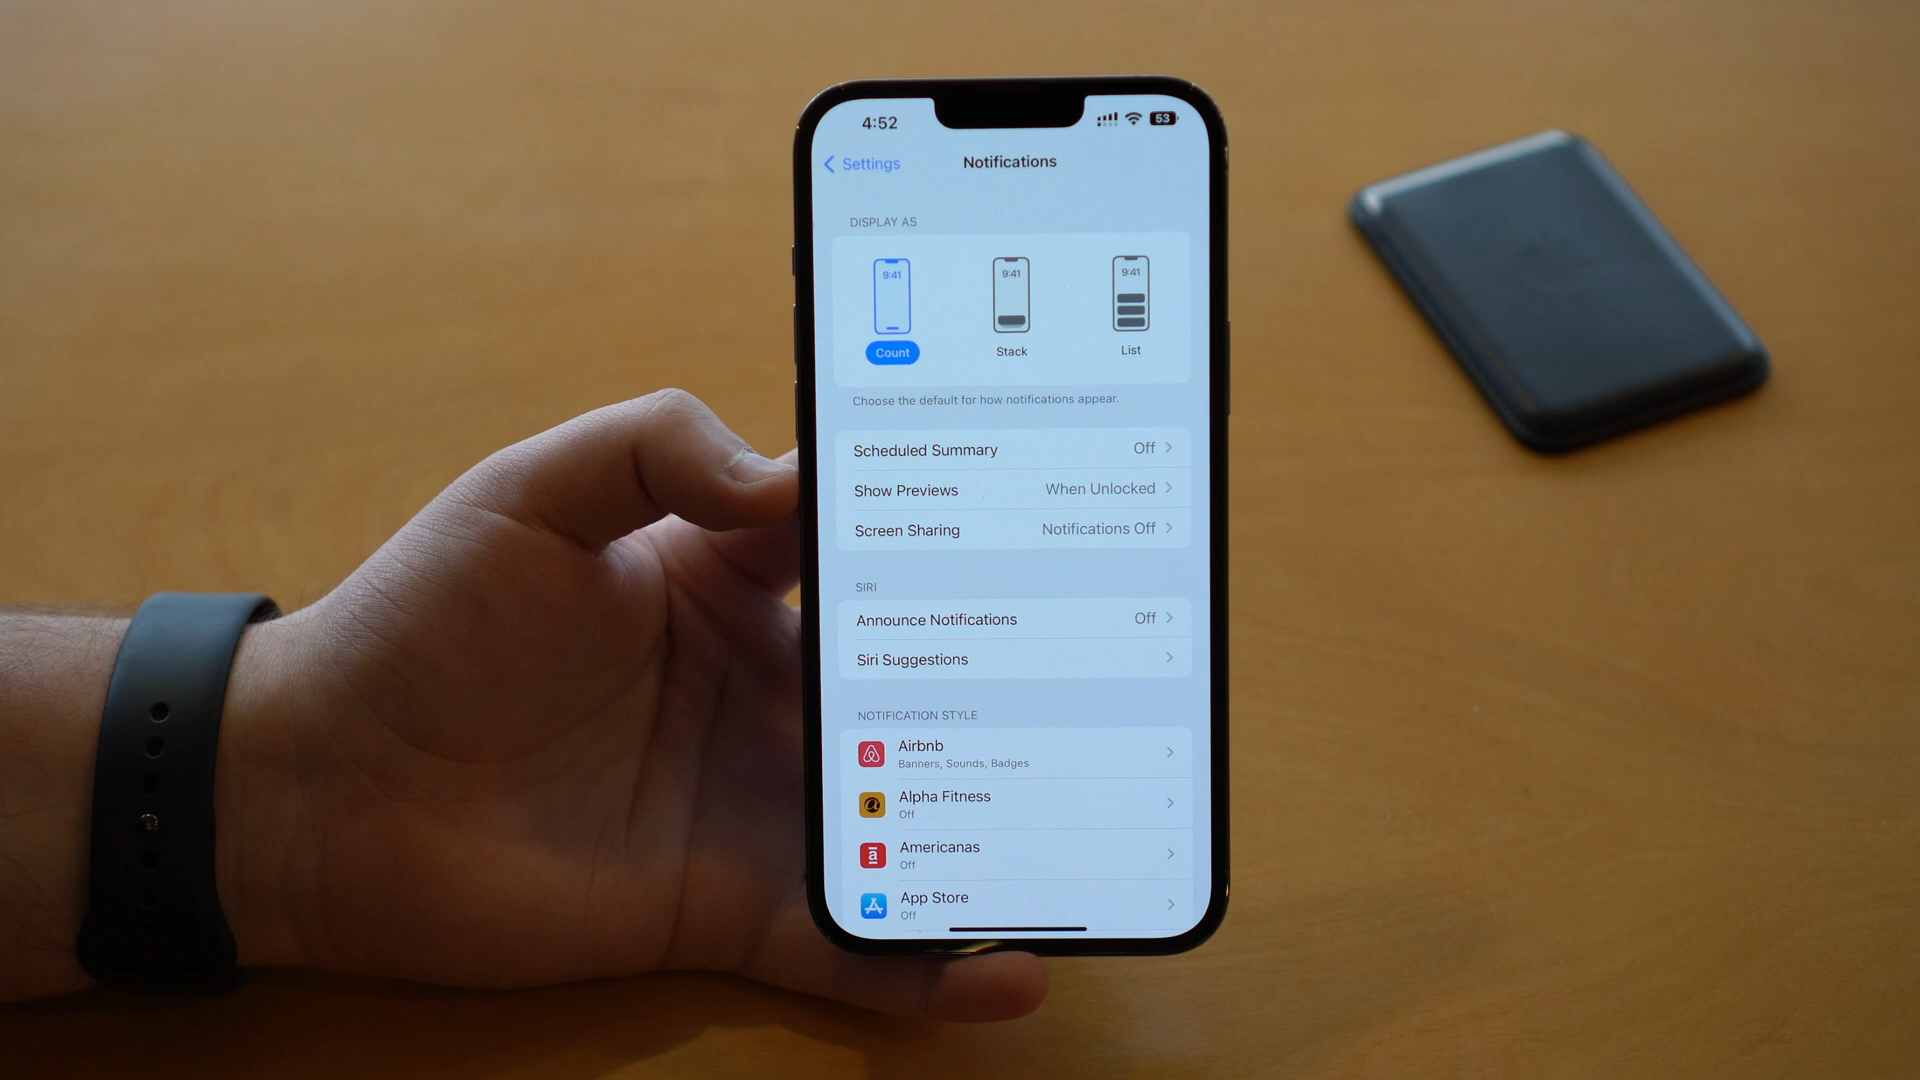 4:52
53
Settings
Notifications
DISPLAY AS
9:41
9:41
9:41
Count
Stack
List
Choose the default for how notifications appear.
Scheduled Summary Off
Show Previews When Unlocked
Screen Sharing Notifications Off
SIRI
Announce Notifications Off
Siri Suggestions
NOTIFICATION STYLE
Airbnb
Banners, Sounds, Badges
Alpha Fitness
Off
Americanas
Off
App Store
Off